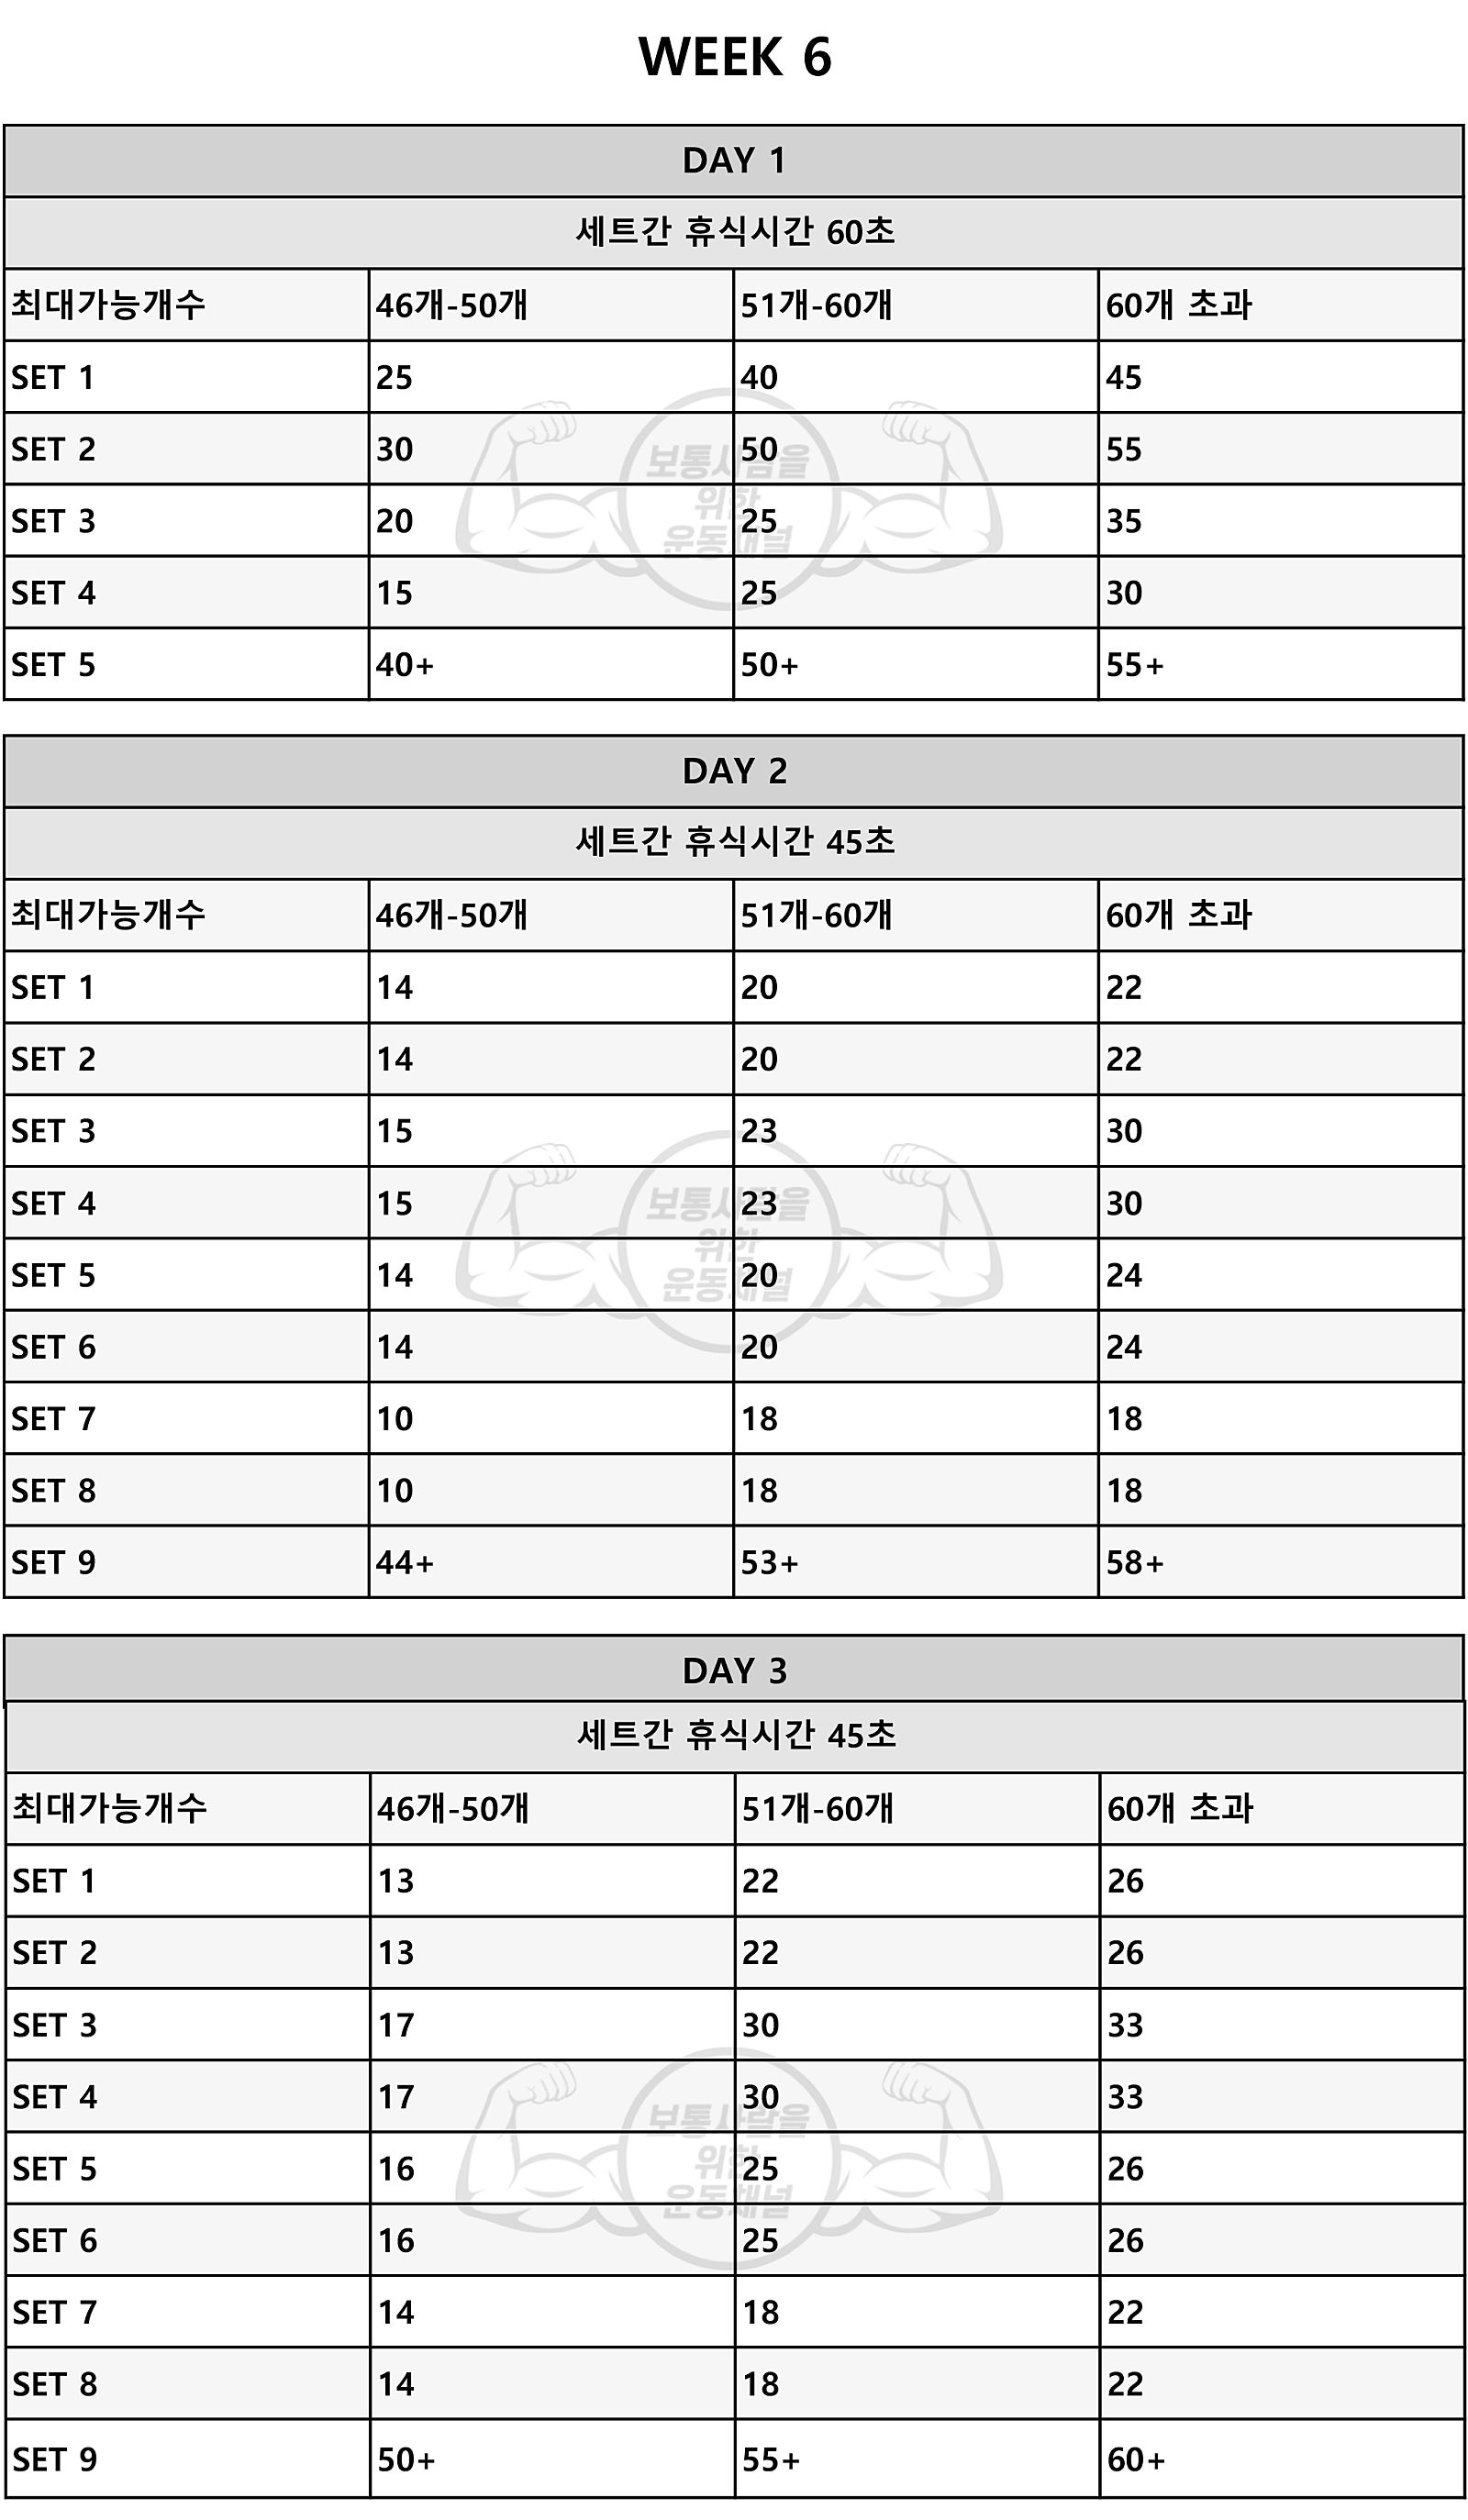 WEEK 6
DAY 1
세트간 휴식시간 60초
최대가능개수 46개-50개 51개-60개 60개 초과
SET 1 25 40 45
SET 2 30 50 55
SET 3 20 25 35
SET 4 15 25 30
SET 5 40+ 50+ 55+
보통사람을
위한
운동채널
DAY 2
세트간 휴식시간 45초
최대가능개수 46개-50개 51개-60개 60개 초과
SET 1 14 20 22
SET 2 14 20 22
SET 3 15 23 30
SET 4 15 23 30
SET 5 14 20 24
SET 6 14 20 24
SET 7 10 18 18
SET 8 10 18 18
SET 9 44+ 53+ 58+
보통사람을
위한
운동채널
DAY 3
세트간 휴식시간 45초
최대가능개수 46개-50개 51개-60개 60개 초과
SET 1 13 22 26
SET 2 13 22 26
SET 3 17 30 33
SET 4 17 30 33
SET 5 16 25 26
SET 6 16 25 26
SET 7 14 18 22
SET 8 14 18 22
SET 9 50+ 55+ 60+
보통사람을
위한
운동채널